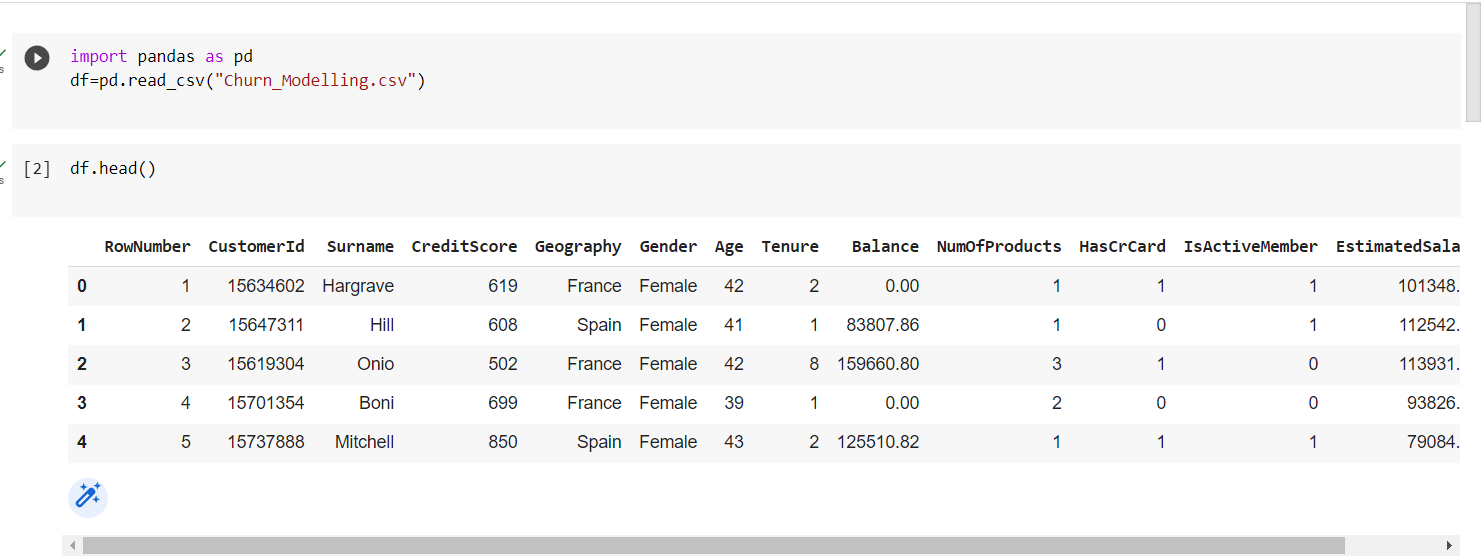 import pandas as pd
df=pd.read_csv("Churn_Modelling.csv")
[2] df.head()
RowNumber CustomerId Surname CreditScore Geography Gender Age Tenure Balance NumOfProducts HasCrCard IsActiveMember EstimatedSala
0 1 15634602 Hargrave 619 France Female 42 2 0.00 1 1 1 101348.
1 2 15647311 Hill 608 Spain Female 41 1 83807.86 1 0 1 112542.
2 3 15619304 Onio 502 France Female 42 8 159660.80 3 1 0 113931.
3 4 15701354 Boni 699 France Female 39 1 0.00 2 0 0 93826.
4 5 15737888 Mitchell 850 Spain Female 43 2 125510.82 1 1 1 79084.